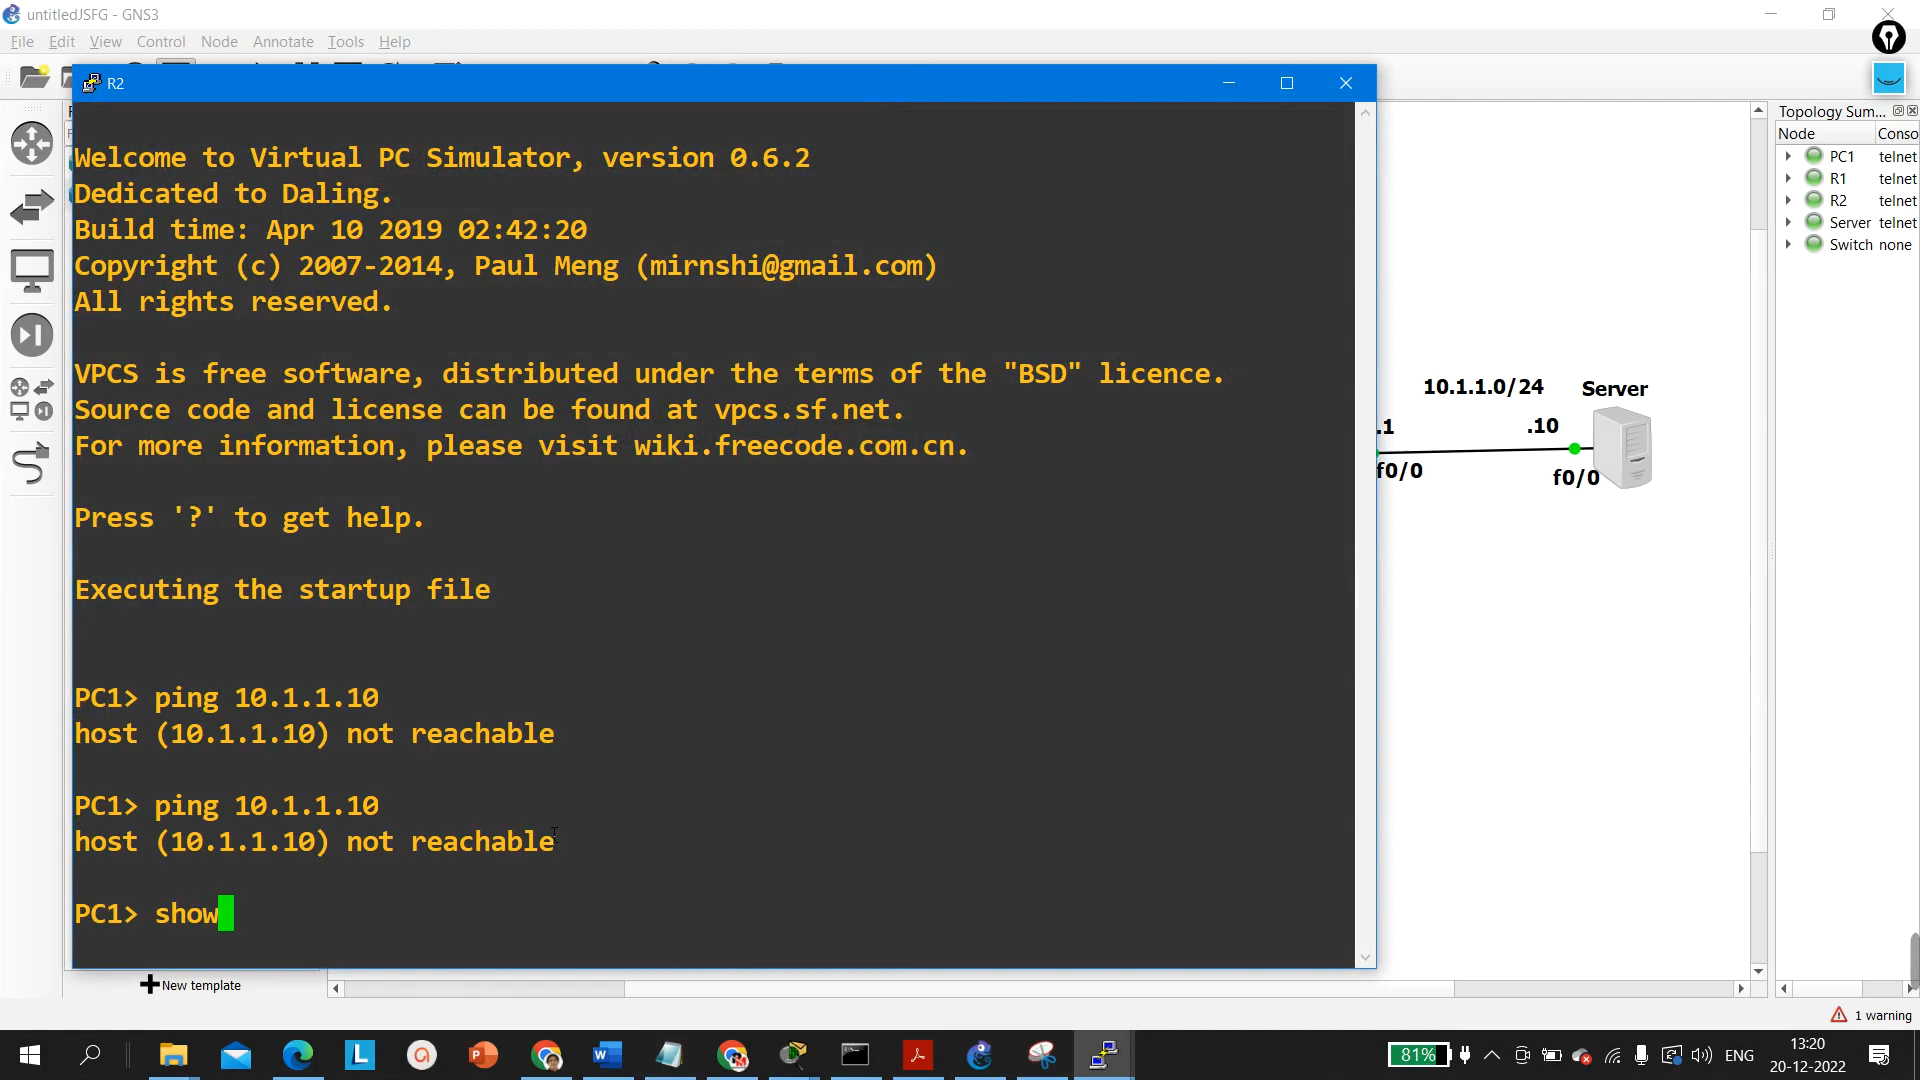 untitledJSFG - GNS3
File Edit View Control Node Annotate Tools Help
R2
Welcome to Virtual PC Simulator, version 0.6.2
Dedicated to Daling.
Build time: Apr 10 2019 02:42:20
Copyright (c) 2007-2014, Paul Meng (mirnshi@gmail.com)
All rights reserved.
VPCS is free software, distributed under the terms of the "BSD" licence.
Source code and license can be found at vpcs.sf.net.
For more information, please visit wiki.freecode.com.cn.
Press '?' to get help.
Executing the startup file
PC1> ping 10.1.1.10
host (10.1.1.10) not reachable
PC1> ping 10.1.1.10
host (10.1.1.10) not reachable
PC1> show
New template
10.1.1.0/24 Server
.1 .10
f0/0 f0/0
Topology Sum...
Node Conso
PC1 telnet
R1 telnet
R2 telnet
Server telnet
Switch none
1 warning
81% ENG
13:20
20-12-2022